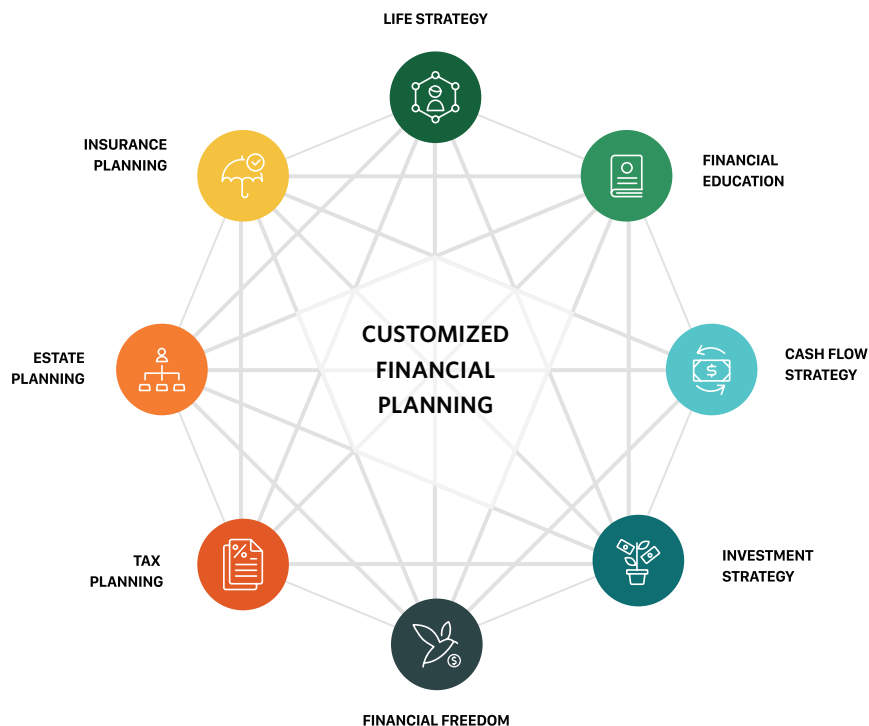 LIFE STRATEGY
INSURANCE
PLANNING
FINANCIAL
EDUCATION
CUSTOMIZED
FINANCIAL
PLANNING
ESTATE
PLANNING
CASH FLOW
STRATEGY
$
TAX
PLANNING
%
INVESTMENT
STRATEGY
$
FINANCIAL FREEDOM